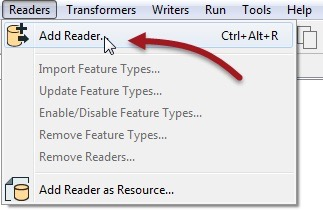 Readers Transformers Writers Run Tools Help
Add Reader... Ctrl+Alt+R
Import Feature Types...
Update Feature Types...
Enable/Disable Feature Types...
Remove Feature Types...
Remove Readers...
Add Reader as Resource...